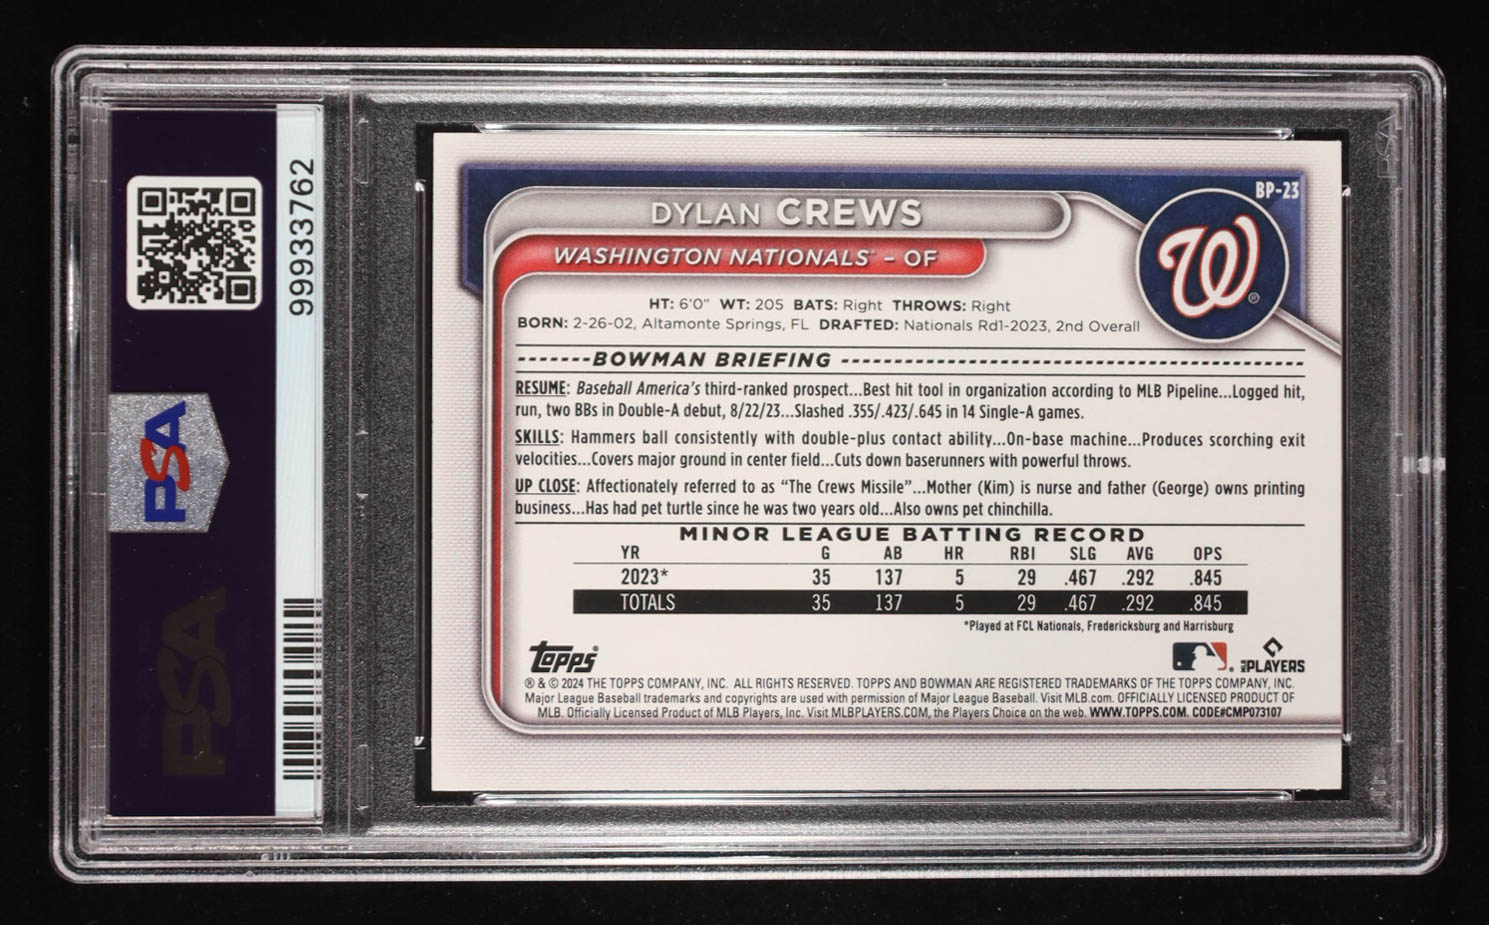 99933762
PSA
PSA
BP-23
DYLAN CREWS
WASHINGTON NATIONALS - OF
W
HT: 6'0" WT: 205 BATS: Right THROWS: Right
BORN: 2-26-02, Altamonte Springs, FL DRAFTED: Nationals Rd1-2023, 2nd Overall
BOWMAN BRIEFING
RESUME: Baseball America's third-ranked prospect...Best hit tool in organization according to MLB Pipeline...Logged hit,
run, two BBs in Double-A debut, 8/22/23...Slashed .355/.423/.645 in 14 Single-A games.
SKILLS: Hammers ball consistently with double-plus contact ability...On-base machine...Produces scorching exit
velocities...Covers major ground in center field...Cuts down baserunners with powerful throws.
UP CLOSE: Affectionately referred to as "The Crews Missile"...Mother (Kim) is nurse and father (George) owns printing
business...Has had pet turtle since he was two years old...Also owns pet chinchilla.
MINOR LEAGUE BATTING RECORD
YR G AB HR RBI SLG AVG OPS
2023* 35 137 5 29 .467 .292 .845
TOTALS 35 137 5 29 .467 .292 .845
*Played at FCL Nationals, Fredericksburg and Harrisburg
Topps
MLB PLAYERS
® & © 2024 THE TOPPS COMPANY, INC. ALL RIGHTS RESERVED. TOPPS AND BOWMAN ARE REGISTERED TRADEMARKS OF THE TOPPS COMPANY, INC.
Major League Baseball trademarks and copyrights are used with permission of Major League Baseball. Visit MLB.com. OFFICIALLY LICENSED PRODUCT OF
MLB. Officially Licensed Product of MLB Players, Inc. Visit MLBPLAYERS.COM, the Players Choice on the web. WWW.TOPPS.COM. CODE#CMP073107